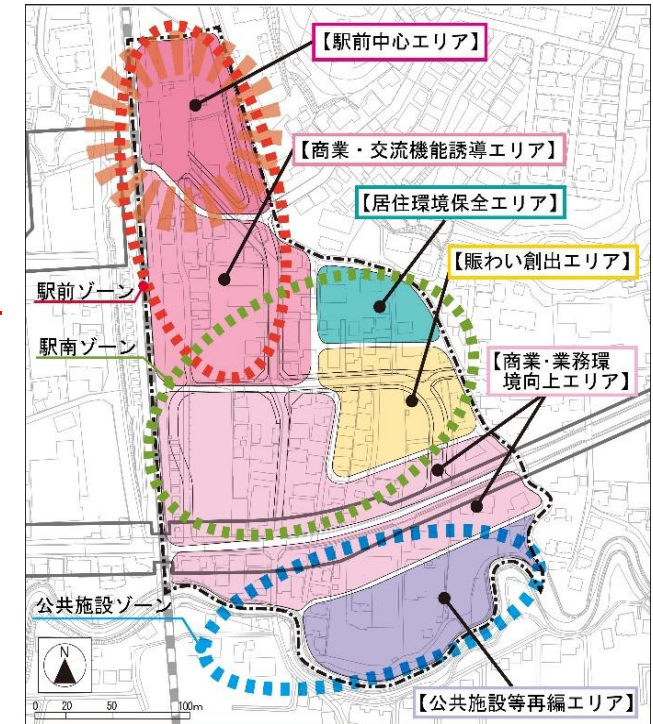 【駅前中心エリア】
【商業・交流機能誘導エリア】
【居住環境保全エリア】
【賑わい創出エリア】
駅前ゾーン
駅南ゾーン
【商業・業務環
境向上エリア】
公共施設ゾーン
N
【公共施設等再編エリア】
0 20 50 100m